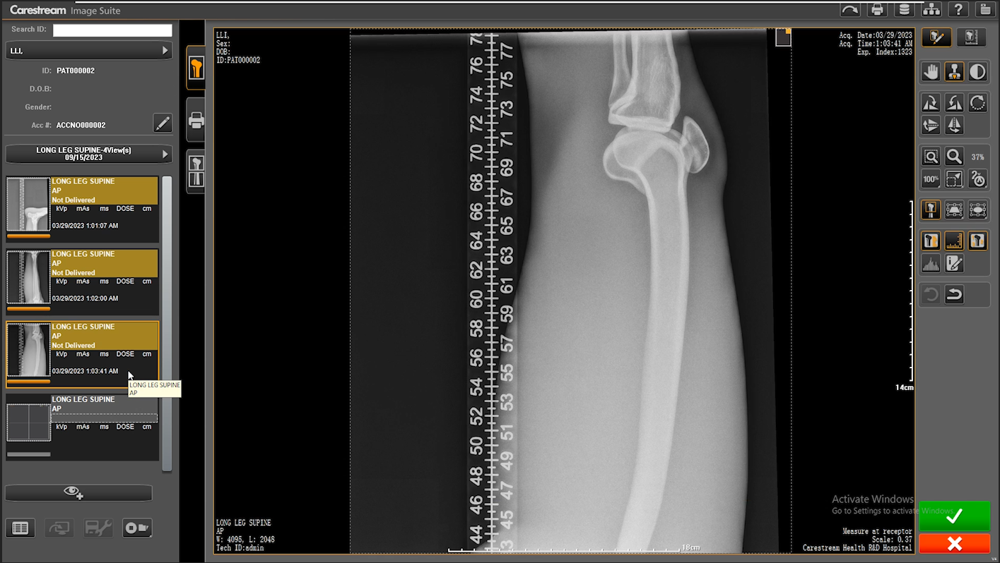 Carestream Image Suite
Search ID:
LLI,
ID: PAT000002
D.O.B:
Gender:
Acc #: ACCNO000002
LONG LEG SUPINE-4View(s)
09/15/2023
LONG LEG SUPINE
AP
Not Delivered
kVp mAs ms DOSE cm
03/29/2023 1:01:07 AM
LONG LEG SUPINE
AP
Not Delivered
kVp mAs ms DOSE cm
03/29/2023 1:02:00 AM
LONG LEG SUPINE
AP
Not Delivered
kVp mAs ms DOSE cm
03/29/2023 1:03:41 AM
LONG LEG SUPINE
AP
LONG LEG SUPINE
AP
kVp mAs ms DOSE cm
LLI,
Sex:
DOB:
ID:PAT000002
Acq. Date:03/29/2023
Acq. Time:1:03:41 AM
Exp. Index:1323
77
76
75
74
73
72
71
70
69
68
67
66
65
64
63
62
61
60
59
58
57
56
55
54
53
52
51
50
49
48
47
46
45
44
14cm
18cm
LONG LEG SUPINE
AP
W: 4095, L: 2048
Tech ID:admin
Activate Windows
Go to Settings to activate Windows.
Measure at receptor
Scale: 0.37
Carestream Health R&D Hospital
?
37%
100%